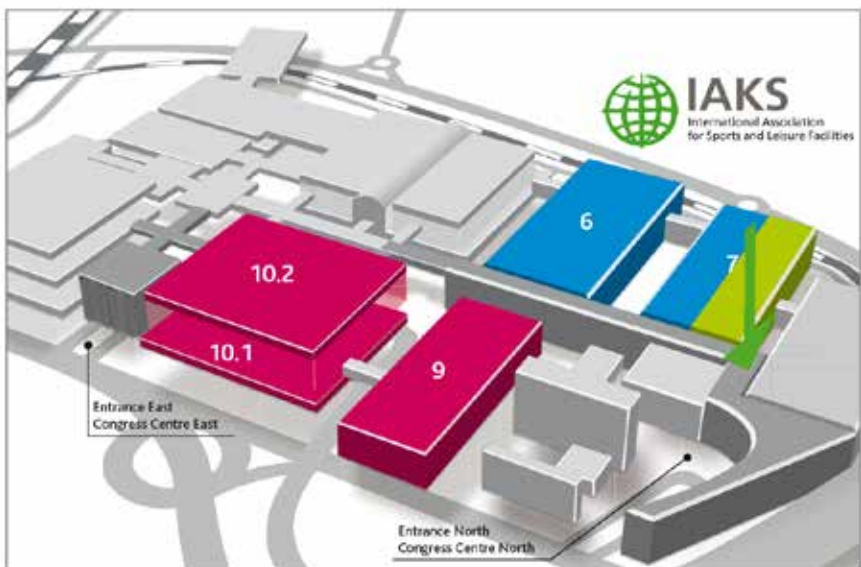 IAKS
International Association
for Sports and Leisure Facilities
6
7
10.2
10.1
9
Entrance East
Congress Centre East
Entrance North
Congress Centre North